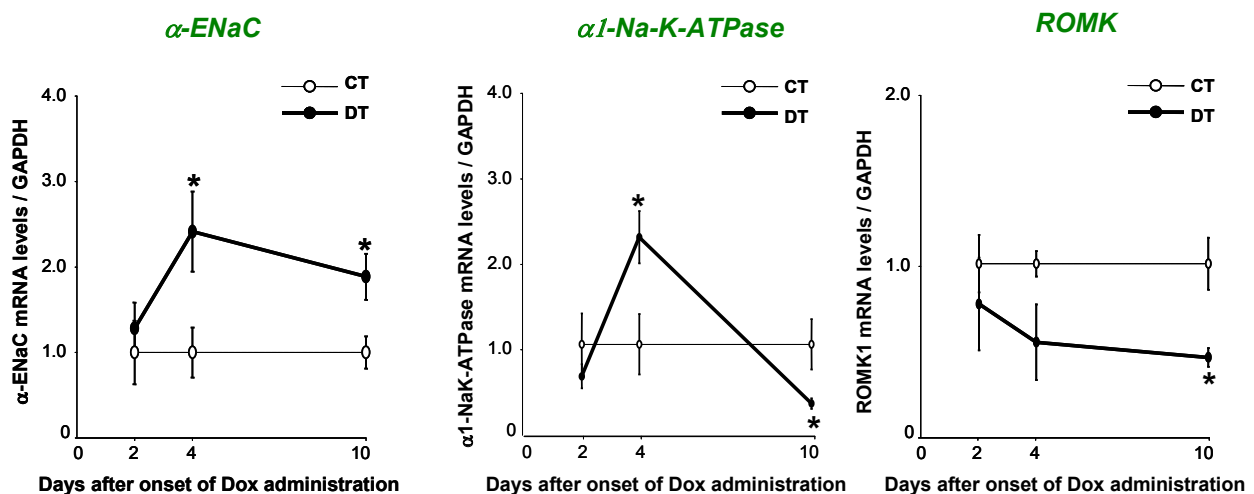 α-ENaC
CT
DT
α-ENaC mRNA levels / GAPDH
4.0
3.0
2.0
1.0
0
*
*
0 2 4 10
Days after onset of Dox administration
α1-Na-K-ATPase
CT
DT
α1-NaK-ATPase mRNA levels / GAPDH
4.0
3.0
2.0
1.0
0
*
*
0 2 4 10
Days after onset of Dox administration
ROMK
CT
DT
ROMK1 mRNA levels / GAPDH
2.0
1.0
0
*
0 2 4 10
Days after onset of Dox administration